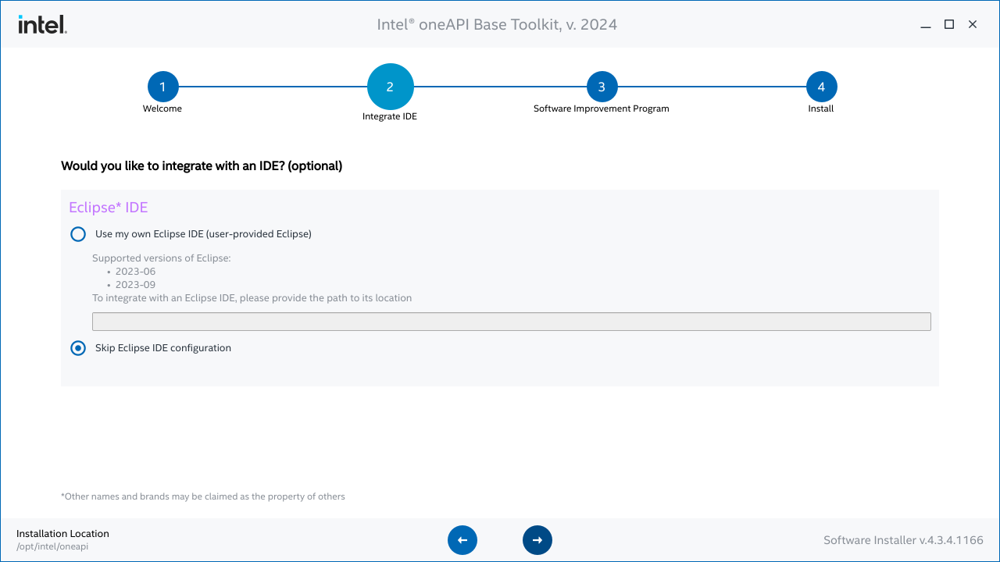 intel.
Intel® oneAPI Base Toolkit, v. 2024
1
2
3
4
Welcome
Integrate IDE
Software Improvement Program
Install
Would you like to integrate with an IDE? (optional)
Eclipse* IDE
Use my own Eclipse IDE (user-provided Eclipse)
Supported versions of Eclipse:
• 2023-06
• 2023-09
To integrate with an Eclipse IDE, please provide the path to its location
Skip Eclipse IDE configuration
*Other names and brands may be claimed as the property of others
Installation Location
/opt/intel/oneapi
Software Installer v.4.3.4.1166